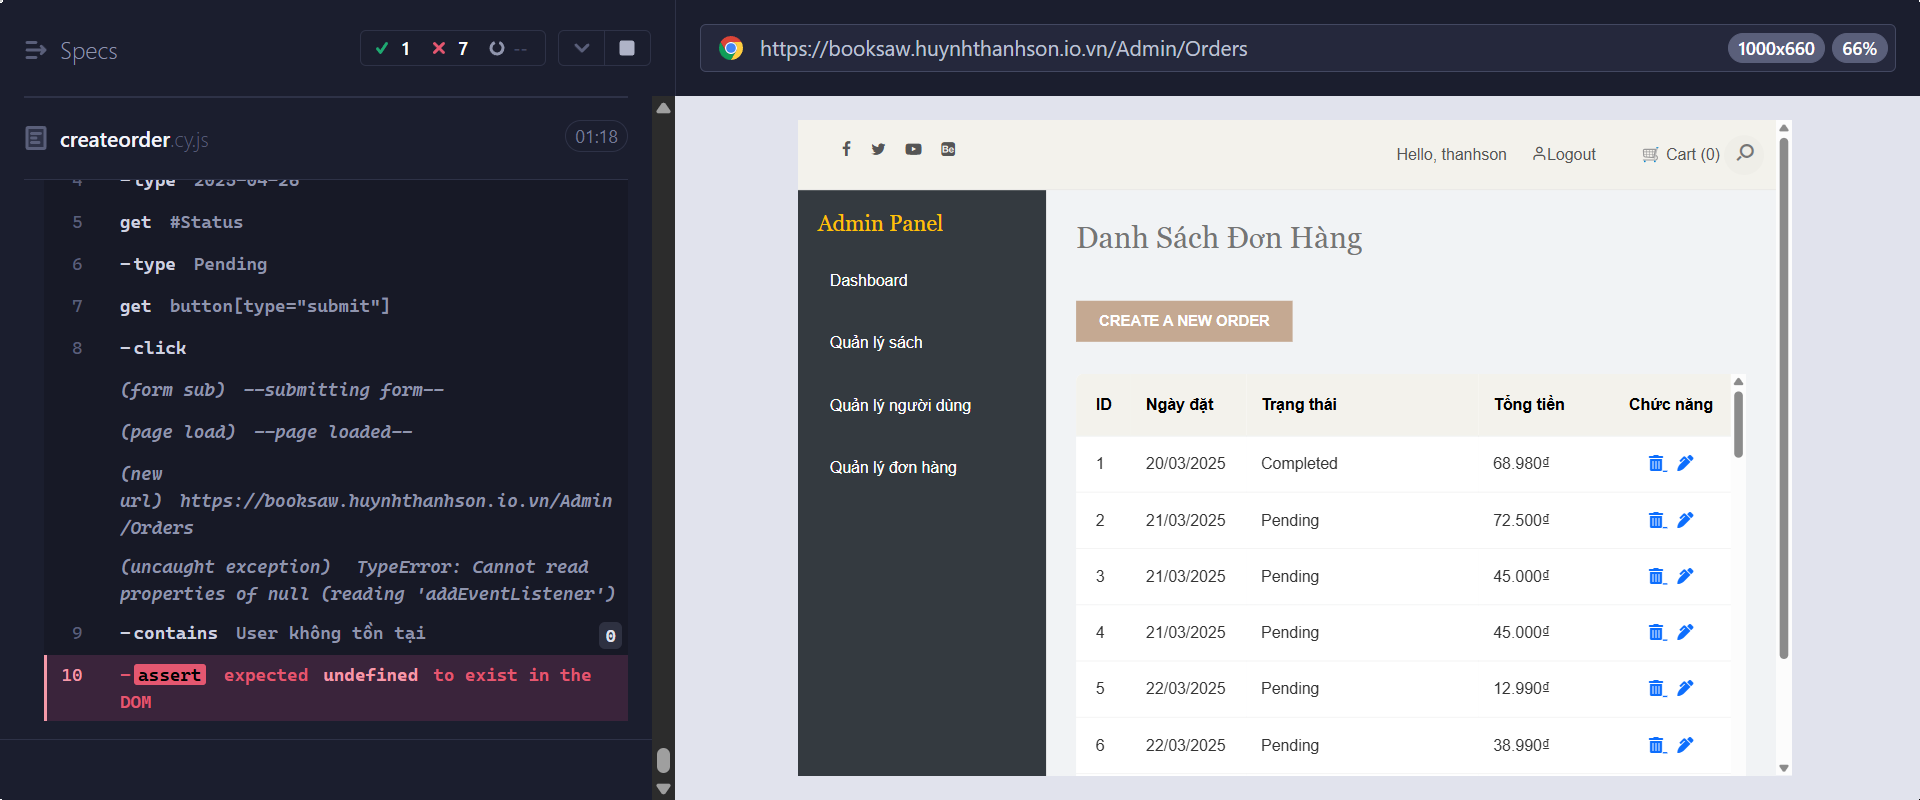 Specs
1
7
--
createorder.cy.js
01:18
4 -type 2025-04-26
5 get #Status
6 -type Pending
7 get button[type="submit"]
8 -click
(form sub) --submitting form--
(page load) --page loaded--
(new
url) https://booksaw.huynhthanhson.io.vn/Admin
/Orders
(uncaught exception) TypeError: Cannot read
properties of null (reading 'addEventListener')
9 -contains User không tồn tại 0
10 -assert expected undefined to exist in the
DOM
https://booksaw.huynhthanhson.io.vn/Admin/Orders
1000x660
66%
Be
Hello, thanhson
Logout
Cart (0)
Admin Panel
Dashboard
Quản lý sách
Quản lý người dùng
Quản lý đơn hàng
Danh Sách Đơn Hàng
CREATE A NEW ORDER
ID Ngày đặt Trạng thái Tổng tiền Chức năng
1 20/03/2025 Completed 68.980₫
2 21/03/2025 Pending 72.500₫
3 21/03/2025 Pending 45.000₫
4 21/03/2025 Pending 45.000₫
5 22/03/2025 Pending 12.990₫
6 22/03/2025 Pending 38.990₫